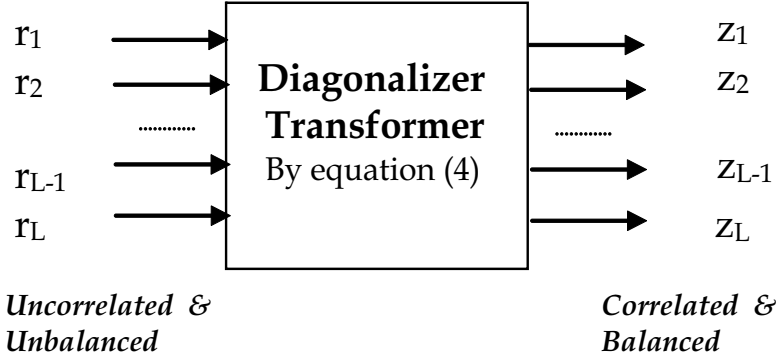 r1
r2
............
rL-1
rL
Diagonalizer
Transformer
By equation (4)
z1
z2
............
zL-1
zL
Uncorrelated &
Unbalanced
Correlated &
Balanced